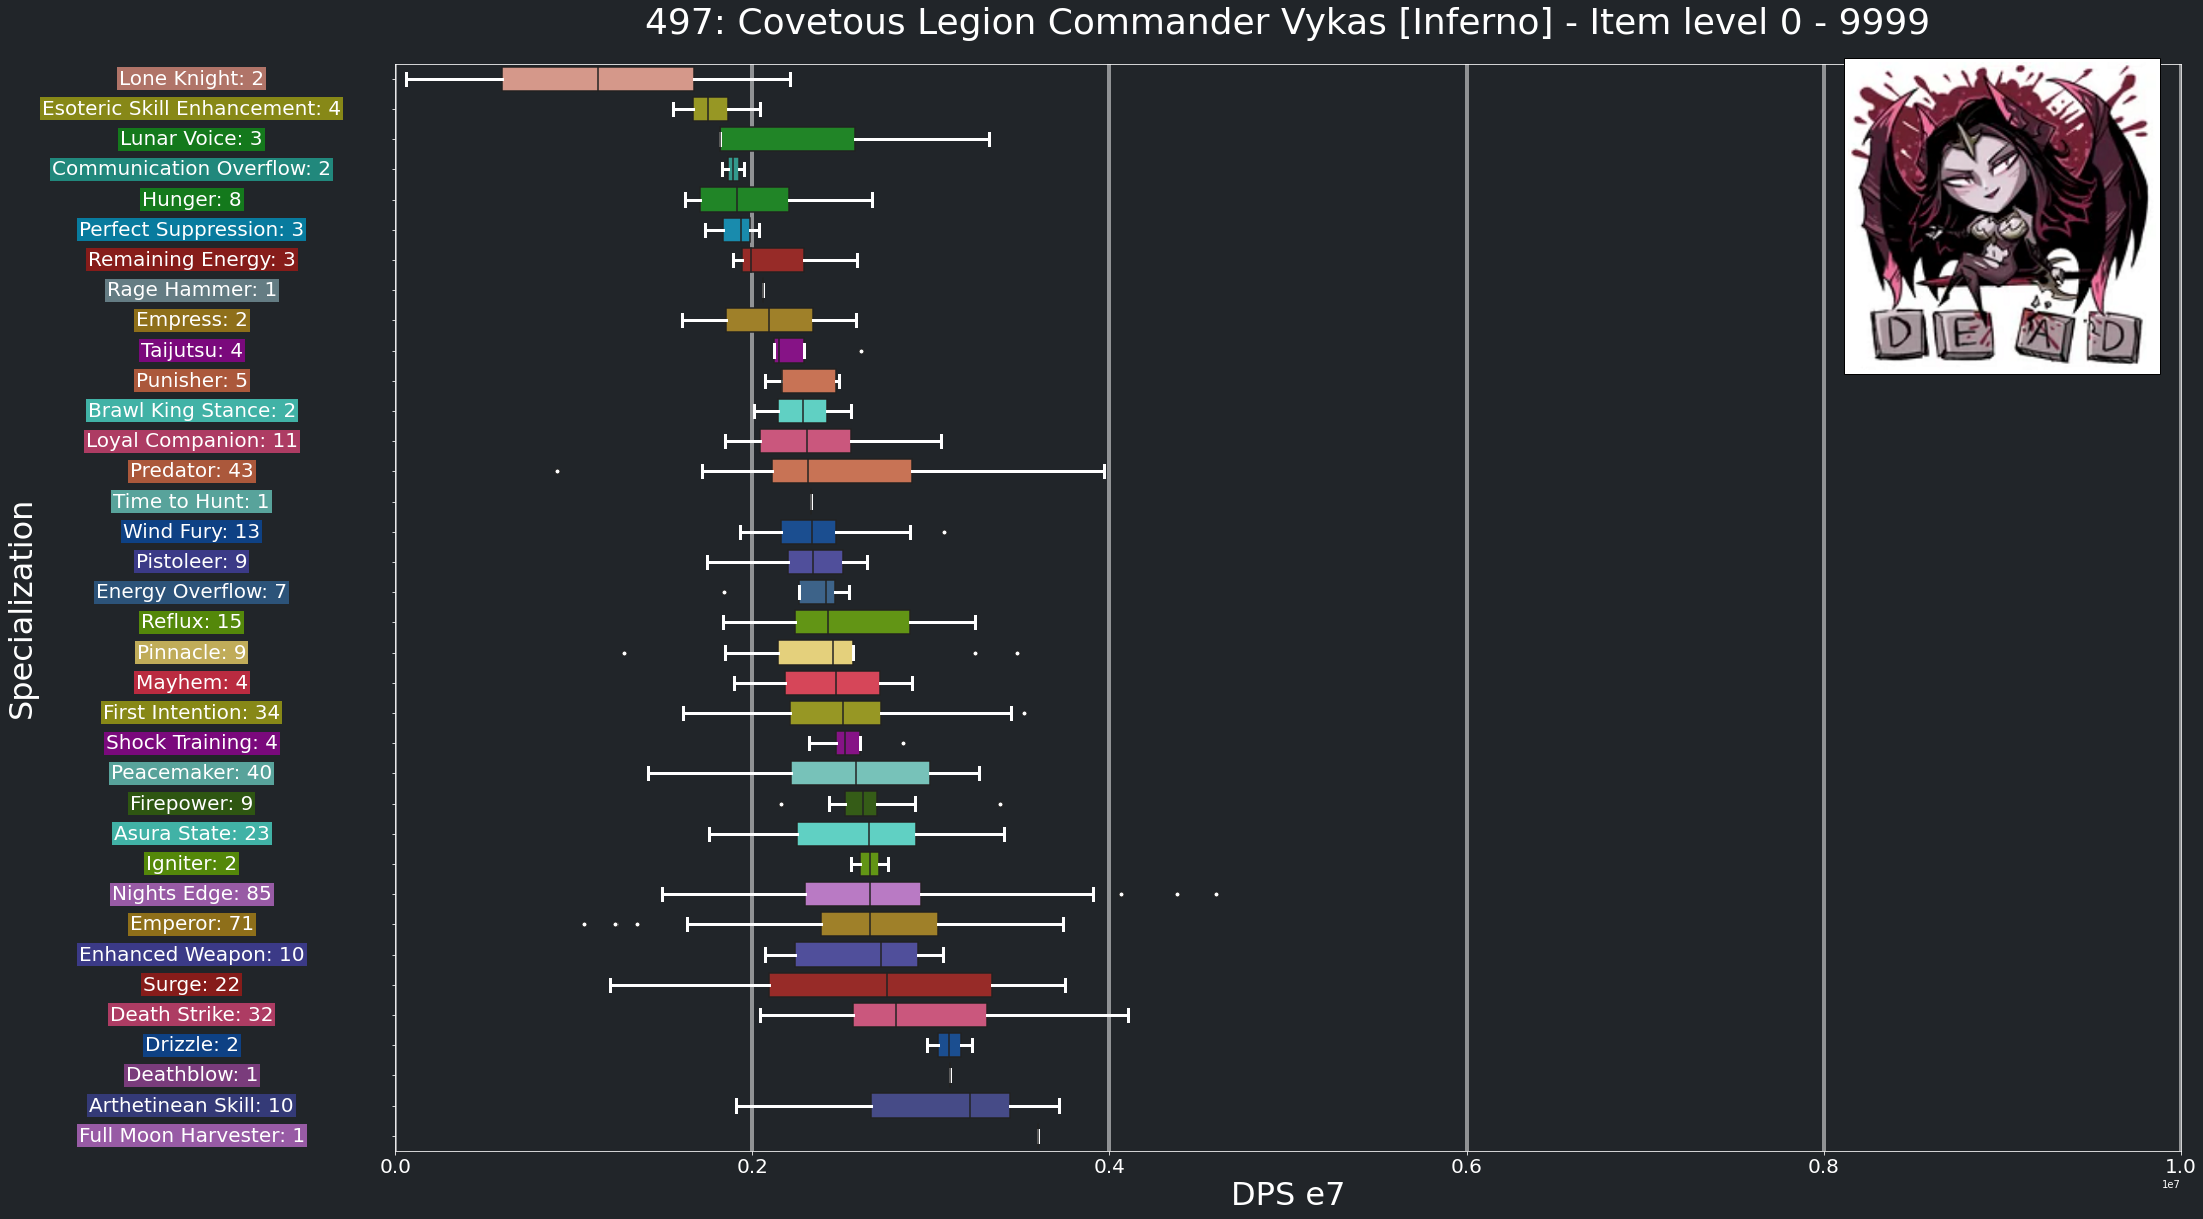 497: Covetous Legion Commander Vykas [Inferno] - Item level 0 - 9999
Lone Knight: 2
Esoteric Skill Enhancement: 4
Lunar Voice: 3
Communication Overflow: 2
Hunger: 8
Perfect Suppression: 3
Remaining Energy: 3
Rage Hammer: 1
Empress: 2
Taijutsu: 4
Punisher: 5
Brawl King Stance: 2
Loyal Companion: 11
Predator: 43
Time to Hunt: 1
Wind Fury: 13
Pistoleer: 9
Energy Overflow: 7
Reflux: 15
Pinnacle: 9
Mayhem: 4
First Intention: 34
Shock Training: 4
Peacemaker: 40
Firepower: 9
Asura State: 23
Igniter: 2
Nights Edge: 85
Emperor: 71
Enhanced Weapon: 10
Surge: 22
Death Strike: 32
Drizzle: 2
Deathblow: 1
Arthetinean Skill: 10
Full Moon Harvester: 1
Specialization
D E A D
0.0 0.2 0.4 0.6 0.8 1.0
1e7
DPS e7